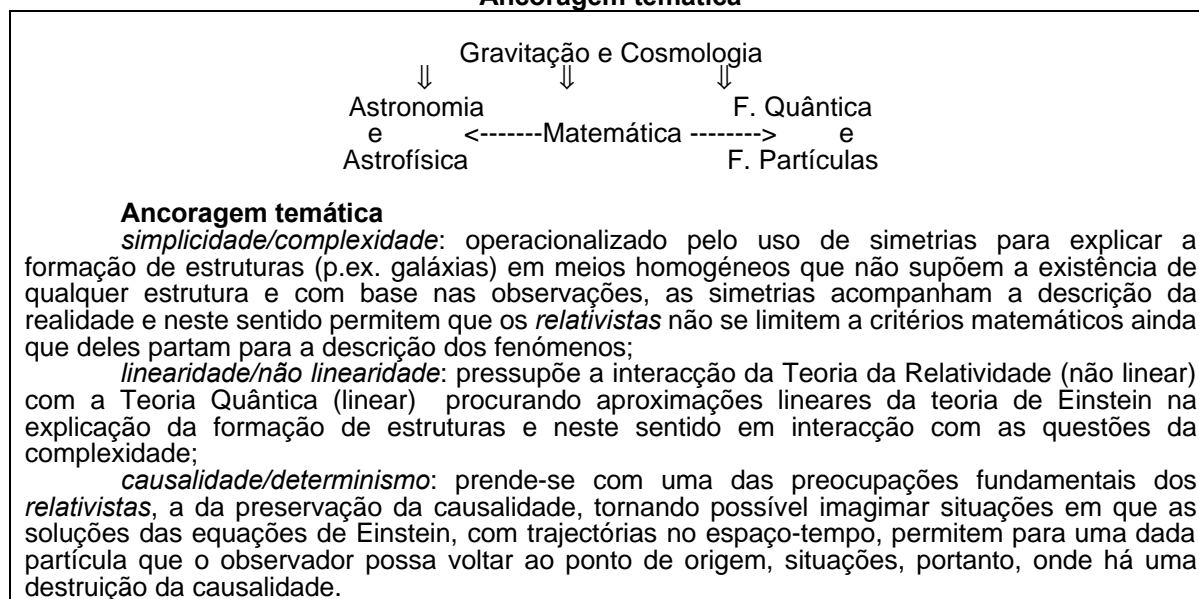 Ancoragem temática
Gravitação e Cosmologia
⇓ ⇓ ⇓
Astronomia F. Quântica
e <-------Matemática --------> e
Astrofísica F. Partículas
Ancoragem temática
simplicidade/complexidade: operacionalizado pelo uso de simetrias para explicar a
formação de estruturas (p.ex. galáxias) em meios homogéneos que não supõem a existência de
qualquer estrutura e com base nas observações, as simetrias acompanham a descrição da
realidade e neste sentido permitem que os relativistas não se limitem a critérios matemáticos ainda
que deles partam para a descrição dos fenómenos;
linearidade/não linearidade: pressupõe a interacção da Teoria da Relatividade (não linear)
com a Teoria Quântica (linear) procurando aproximações lineares da teoria de Einstein na
explicação da formação de estruturas e neste sentido em interacção com as questões da
complexidade;
causalidade/determinismo: prende-se com uma das preocupações fundamentais dos
relativistas, a da preservação da causalidade, tornando possível imagimar situações em que as
soluções das equações de Einstein, com trajectórias no espaço-tempo, permitem para uma dada
partícula que o observador possa voltar ao ponto de origem, situações, portanto, onde há uma
destruição da causalidade.